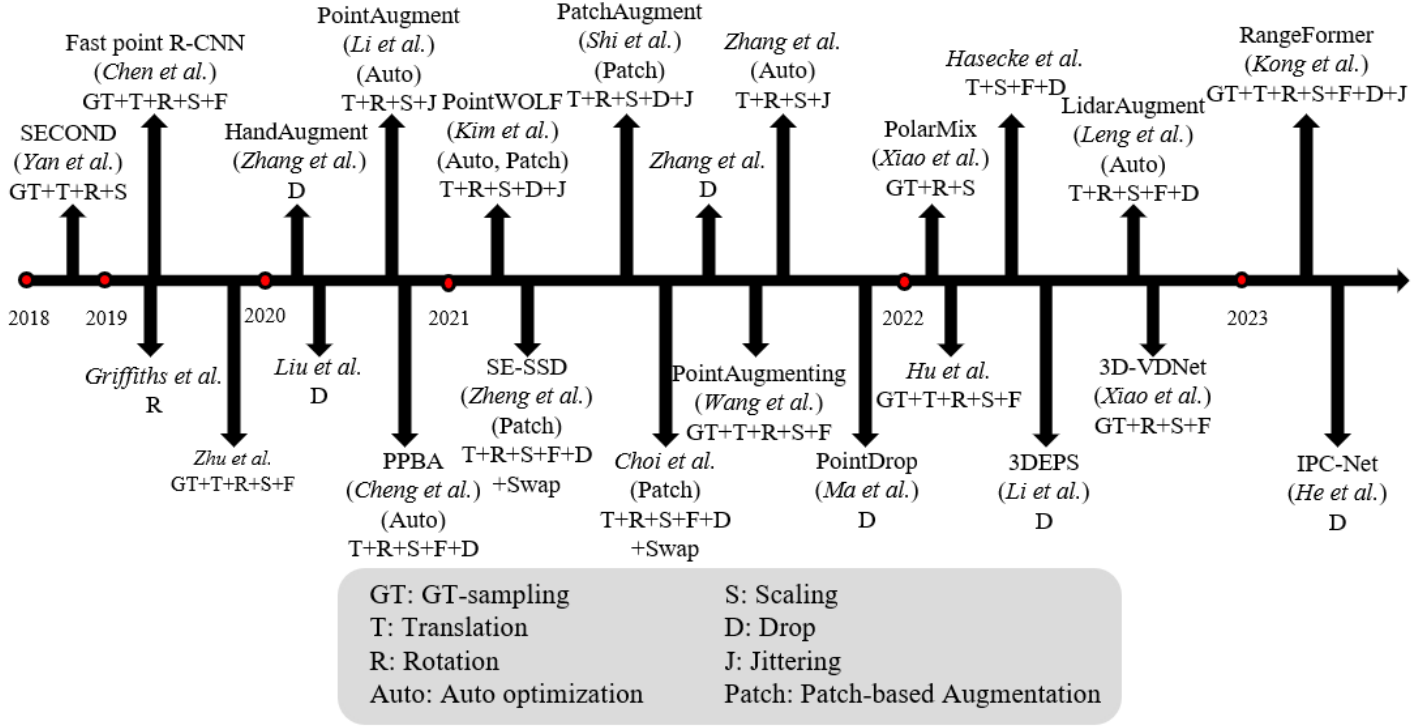 Fast point R-CNN
(Chen et al.)
GT+T+R+S+F
SECOND
(Yan et al.)
GT+T+R+S
HandAugment
(Zhang et al.)
D
PointAugment
(Li et al.)
(Auto)
T+R+S+J
PointWOLF
(Kim et al.)
(Auto, Patch)
T+R+S+D+J
PatchAugment
(Shi et al.)
(Patch)
T+R+S+D+J
Zhang et al.
D
Zhang et al.
(Auto)
T+R+S+J
PolarMix
(Xiao et al.)
GT+R+S
Hasecke et al.
T+S+F+D
LidarAugment
(Leng et al.)
(Auto)
T+R+S+F+D
RangeFormer
(Kong et al.)
GT+T+R+S+F+D+J
2018
2019
2020
2021
2022
2023
Griffiths et al.
R
Zhu et al.
GT+T+R+S+F
Liu et al.
D
PPBA
(Cheng et al.)
(Auto)
T+R+S+F+D
SE-SSD
(Zheng et al.)
(Patch)
T+R+S+F+D
+Swap
Choi et al.
(Patch)
T+R+S+F+D
+Swap
PointAugmenting
(Wang et al.)
GT+T+R+S+F
PointDrop
(Ma et al.)
D
Hu et al.
GT+T+R+S+F
3DEPS
(Li et al.)
D
3D-VDNet
(Xiao et al.)
GT+R+S+F
IPC-Net
(He et al.)
D
GT: GT-sampling
T: Translation
R: Rotation
Auto: Auto optimization
S: Scaling
D: Drop
J: Jittering
Patch: Patch-based Augmentation